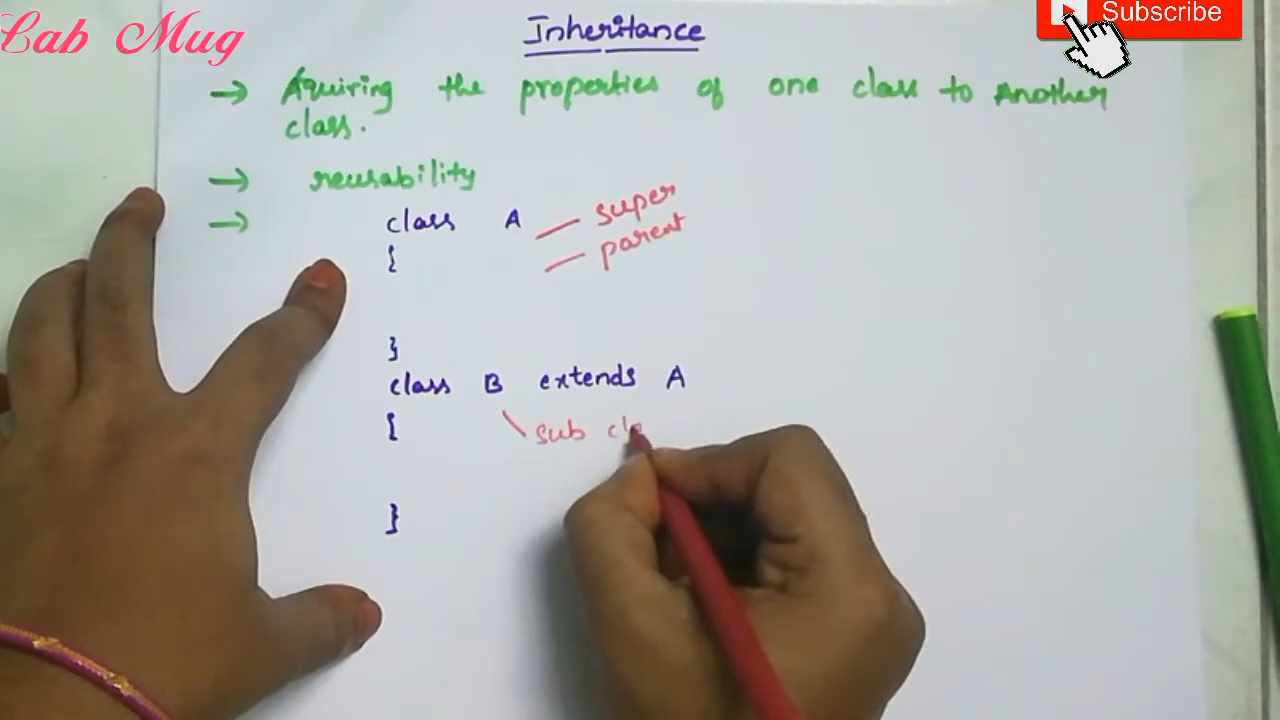 Lab Mug
Subscribe
Inheritance
→ Aquiring the properties of one class to Another
class.
→ reusability
→ class A — super
{ — parent
}
class B extends A
{ \ sub cla
}